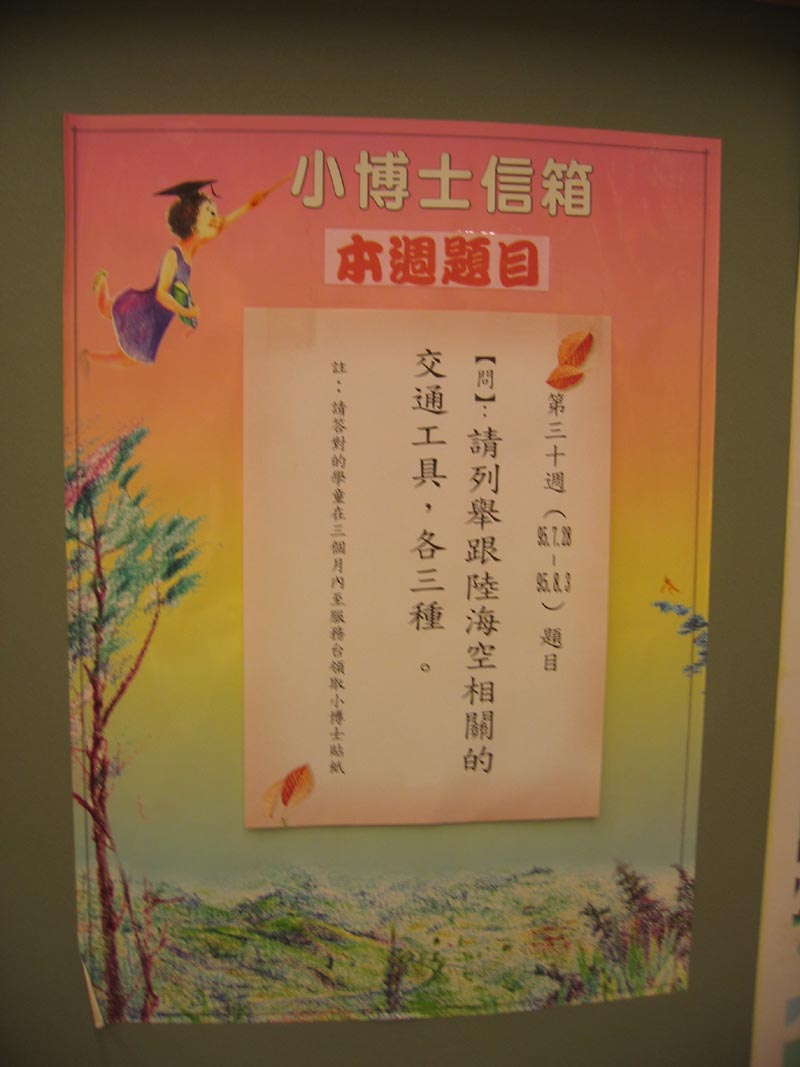 小博士信箱
本週題目
第三十週（95.7.28－95.8.3）題目
【問】：請列舉跟陸海空相關的
交通工具，各三種。
註：請答對的學童在三個月內至服務台領取小博士貼紙